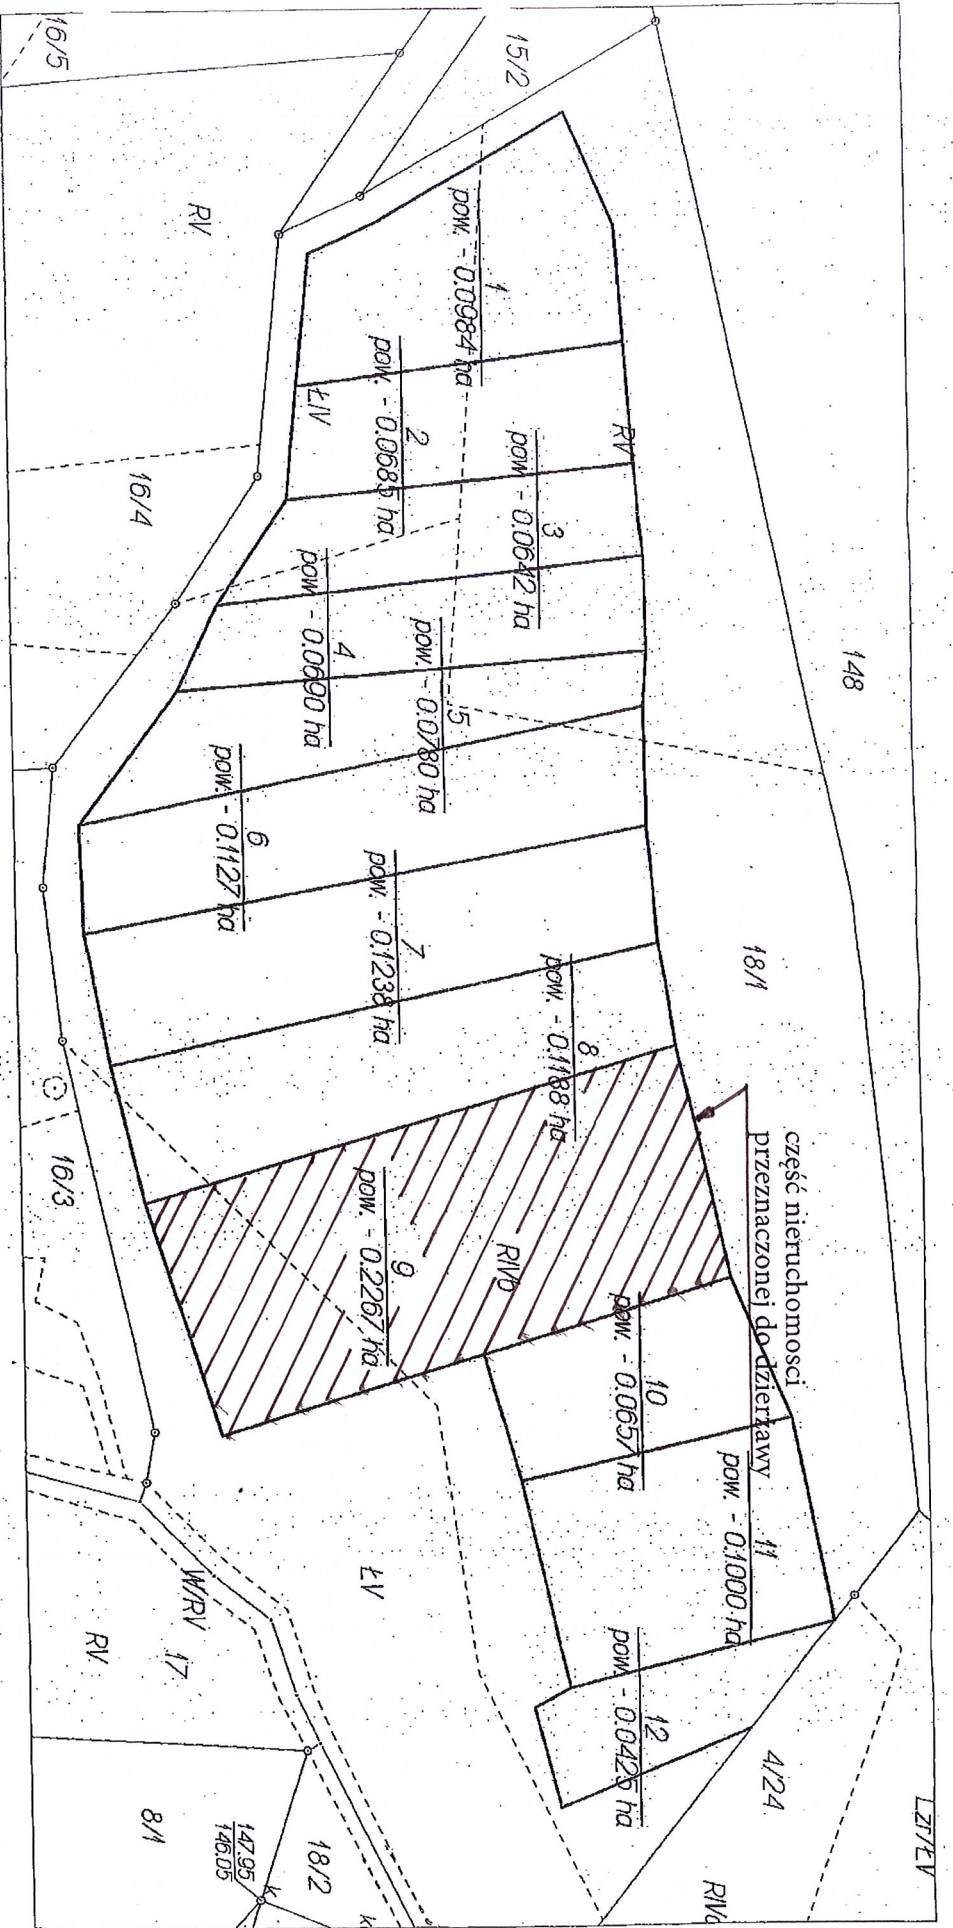 16/5
15/2
RV
1
pow. - 0.0984 ha
ŁIV
2
pow. - 0.0685 ha
RV
3
pow. - 0.0642 ha
16/4
4
pow. - 0.0690 ha
5
pow. - 0.0780 ha
148
6
pow. - 0.1127 ha
7
pow. - 0.1238 ha
8
pow. - 0.1188 ha
18/1
część nieruchomosci
przeznaczonej do dzierżawy
16/3
9
pow. - 0.2267 ha
RIVb
10
pow. - 0.0657 ha
11
pow. - 0.1000 ha
12
pow. - 0.0425 ha
ŁV
W/RV
17
RV
4/24
Lzr/ŁV
8/1
147.95
146.05
18/2
k
k